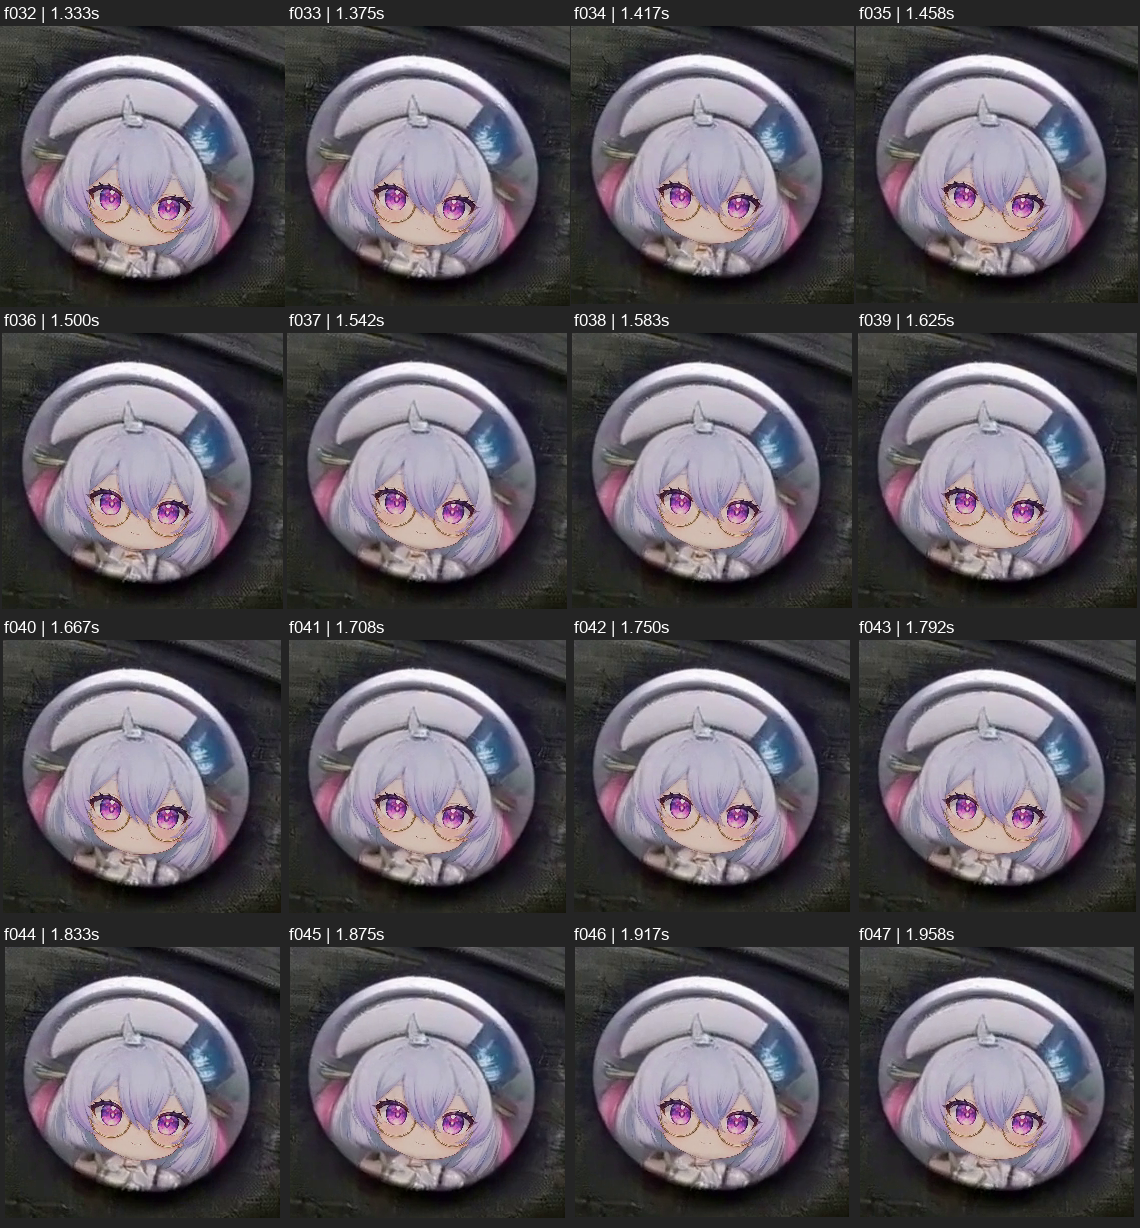 f032 | 1.333s
f033 | 1.375s
f034 | 1.417s
f035 | 1.458s
f036 | 1.500s
f037 | 1.542s
f038 | 1.583s
f039 | 1.625s
f040 | 1.667s
f041 | 1.708s
f042 | 1.750s
f043 | 1.792s
f044 | 1.833s
f045 | 1.875s
f046 | 1.917s
f047 | 1.958s